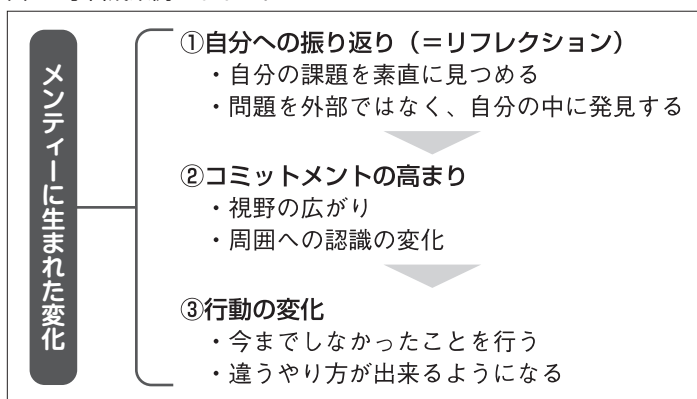 メンティーに生まれた変化
①自分への振り返り（＝リフレクション）
・自分の課題を素直に見つめる
・問題を外部ではなく、自分の中に発見する
②コミットメントの高まり
・視野の広がり
・周囲への認識の変化
③行動の変化
・今までしなかったことを行う
・違うやり方が出来るようになる